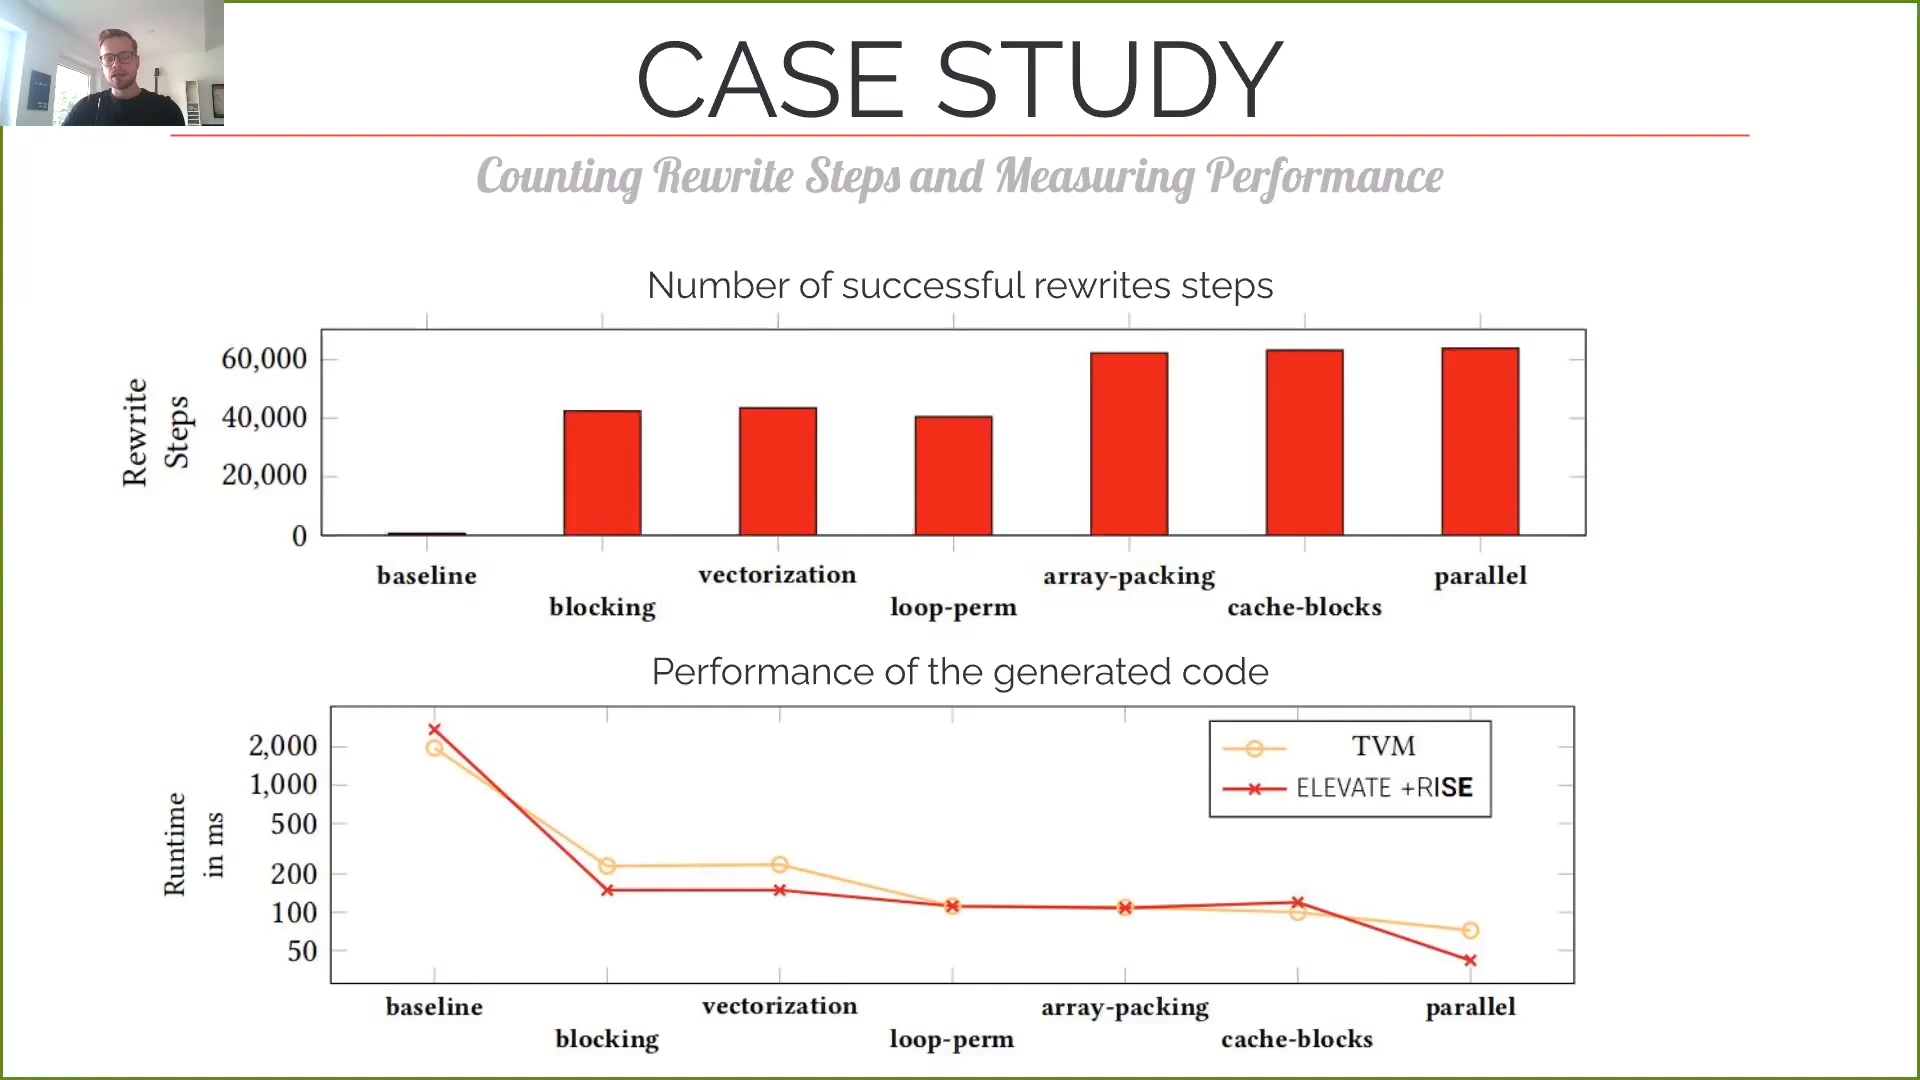 CASE STUDY
Counting Rewrite Steps and Measuring Performance
Number of successful rewrites steps
Rewrite
Steps
60,000
40,000
20,000
0
baseline
blocking
vectorization
loop-perm
array-packing
cache-blocks
parallel
Performance of the generated code
Runtime
in ms
2,000
1,000
500
200
100
50
TVM
ELEVATE +RISE
baseline
blocking
vectorization
loop-perm
array-packing
cache-blocks
parallel